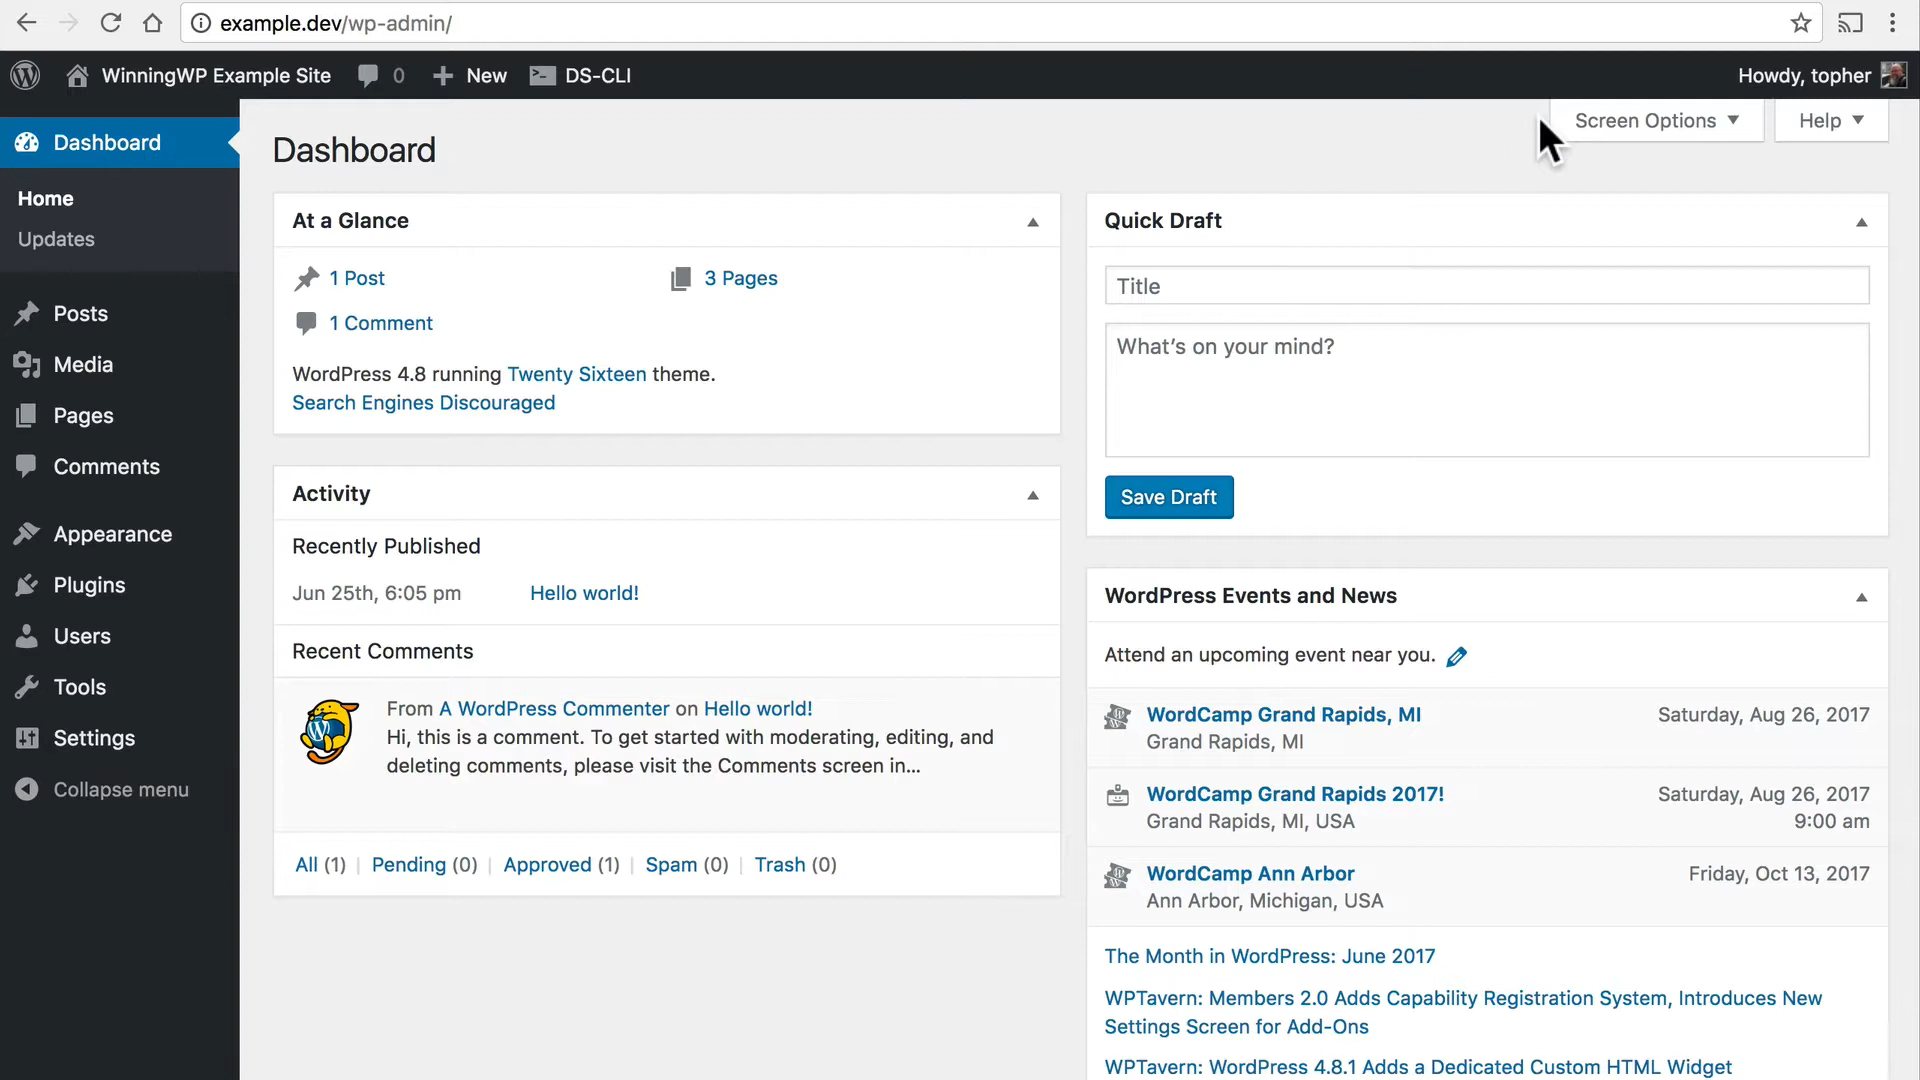 example.dev/wp-admin/
WinningWP Example Site 0 New DS-CLI Howdy, topher
Screen Options Help
Dashboard
Home
Updates
Posts
Media
Pages
Comments
Appearance
Plugins
Users
Tools
Settings
Collapse menu
Dashboard
At a Glance
1 Post 3 Pages
1 Comment
WordPress 4.8 running Twenty Sixteen theme.
Search Engines Discouraged
Activity
Recently Published
Jun 25th, 6:05 pm Hello world!
Recent Comments
From A WordPress Commenter on Hello world!
Hi, this is a comment. To get started with moderating, editing, and
deleting comments, please visit the Comments screen in...
All (1) | Pending (0) | Approved (1) | Spam (0) | Trash (0)
Quick Draft
Title
What’s on your mind?
Save Draft
WordPress Events and News
Attend an upcoming event near you.
WordCamp Grand Rapids, MI Saturday, Aug 26, 2017
Grand Rapids, MI
WordCamp Grand Rapids 2017! Saturday, Aug 26, 2017
Grand Rapids, MI, USA 9:00 am
WordCamp Ann Arbor Friday, Oct 13, 2017
Ann Arbor, Michigan, USA
The Month in WordPress: June 2017
WPTavern: Members 2.0 Adds Capability Registration System, Introduces New
Settings Screen for Add-Ons
WPTavern: WordPress 4.8.1 Adds a Dedicated Custom HTML Widget